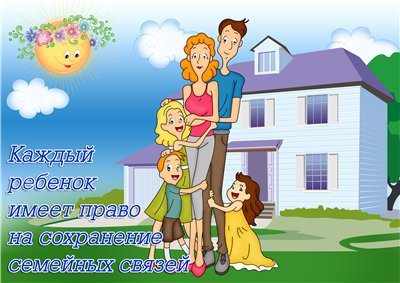 Каждый
ребенок
имеет право
на сохранение
семейных связей